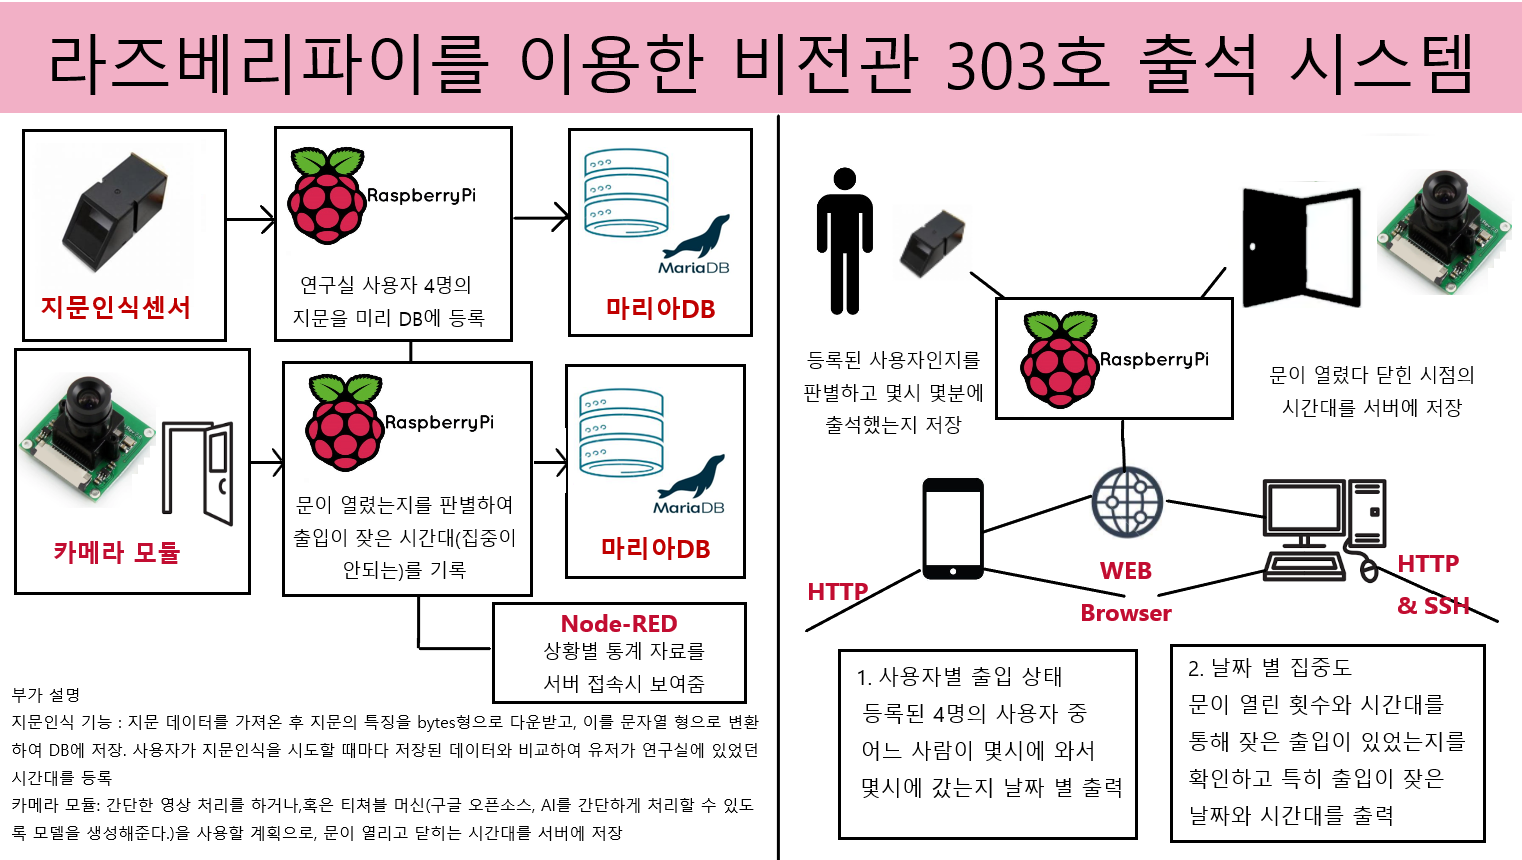 라즈베리파이를 이용한 비전관 303호 출석 시스템
지문인식센서
RaspberryPi
연구실 사용자 4명의
지문을 미리 DB에 등록
MariaDB
마리아DB
카메라 모듈
RaspberryPi
문이 열렸는지를 판별하여
출입이 잦은 시간대(집중이
안되는)를 기록
MariaDB
마리아DB
Node-RED
상황별 통계 자료를
서버 접속시 보여줌
부가 설명
지문인식 기능 : 지문 데이터를 가져온 후 지문의 특징을 bytes형으로 다운받고, 이를 문자열 형으로 변환
하여 DB에 저장. 사용자가 지문인식을 시도할 때마다 저장된 데이터와 비교하여 유저가 연구실에 있었던
시간대를 등록
카메라 모듈: 간단한 영상 처리를 하거나,혹은 티쳐블 머신(구글 오픈소스, AI를 간단하게 처리할 수 있도
록 모델을 생성해준다.)을 사용할 계획으로, 문이 열리고 닫히는 시간대를 서버에 저장
RaspberryPi
등록된 사용자인지를
판별하고 몇시 몇분에
출석했는지 저장
문이 열렸다 닫힌 시점의
시간대를 서버에 저장
HTTP
WEB
Browser
HTTP
& SSH
1. 사용자별 출입 상태
등록된 4명의 사용자 중
어느 사람이 몇시에 와서
몇시에 갔는지 날짜 별 출력
2. 날짜 별 집중도
문이 열린 횟수와 시간대를
통해 잦은 출입이 있었는지를
확인하고 특히 출입이 잦은
날짜와 시간대를 출력